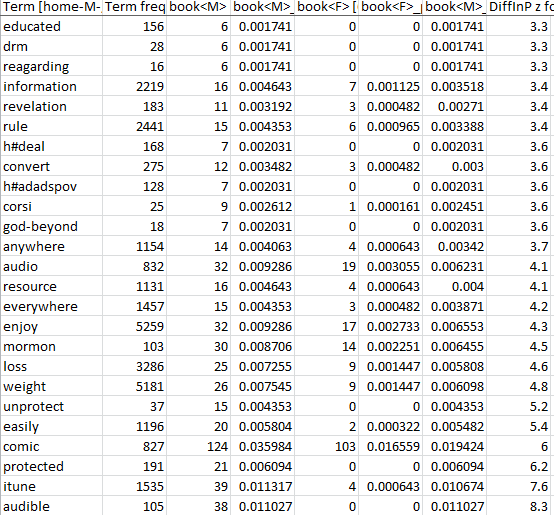 Term [home-M- Term freq book<M> book<M>_ book<F> [ book<F>_ book<M>_ DiffInP z fo
educated 156 6 0.001741 0 0 0.001741 3.3
drm 28 6 0.001741 0 0 0.001741 3.3
reagarding 16 6 0.001741 0 0 0.001741 3.3
information 2219 16 0.004643 7 0.001125 0.003518 3.4
revelation 183 11 0.003192 3 0.000482 0.00271 3.4
rule 2441 15 0.004353 6 0.000965 0.003388 3.4
h#deal 168 7 0.002031 0 0 0.002031 3.6
convert 275 12 0.003482 3 0.000482 0.003 3.6
h#adadspov 128 7 0.002031 0 0 0.002031 3.6
corsi 25 9 0.002612 1 0.000161 0.002451 3.6
god-beyond 18 7 0.002031 0 0 0.002031 3.6
anywhere 1154 14 0.004063 4 0.000643 0.00342 3.7
audio 832 32 0.009286 19 0.003055 0.006231 4.1
resource 1131 16 0.004643 4 0.000643 0.004 4.1
everywhere 1457 15 0.004353 3 0.000482 0.003871 4.2
enjoy 5259 32 0.009286 17 0.002733 0.006553 4.3
mormon 103 30 0.008706 14 0.002251 0.006455 4.5
loss 3286 25 0.007255 9 0.001447 0.005808 4.6
weight 5181 26 0.007545 9 0.001447 0.006098 4.8
unprotect 37 15 0.004353 0 0 0.004353 5.2
easily 1196 20 0.005804 2 0.000322 0.005482 5.4
comic 827 124 0.035984 103 0.016559 0.019424 6
protected 191 21 0.006094 0 0 0.006094 6.2
itune 1535 39 0.011317 4 0.000643 0.010674 7.6
audible 105 38 0.011027 0 0 0.011027 8.3